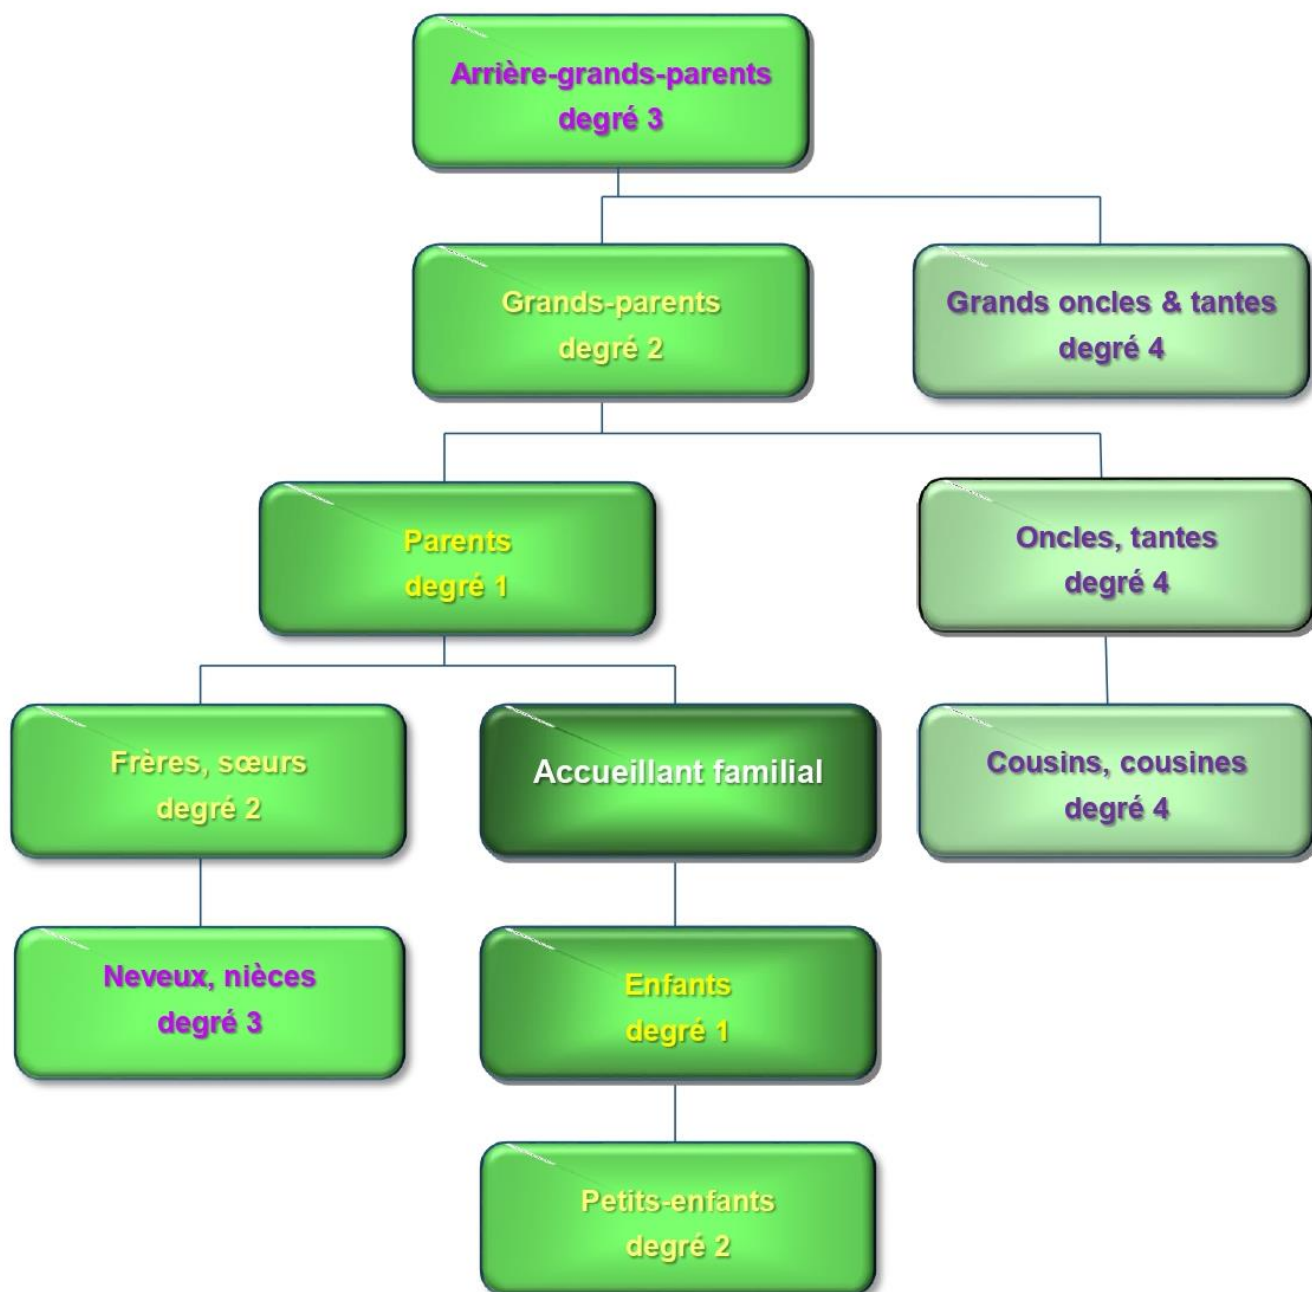 Arrière-grands-parents
degré 3
Grands-parents
degré 2
Grands oncles & tantes
degré 4
Parents
degré 1
Oncles, tantes
degré 4
Frères, sœurs
degré 2
Accueillant familial
Cousins, cousines
degré 4
Neveux, nièces
degré 3
Enfants
degré 1
Petits-enfants
degré 2